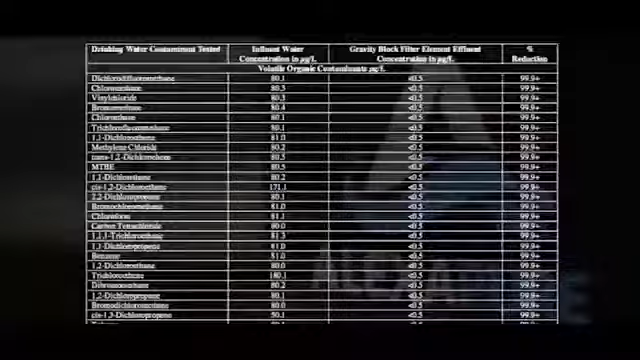 Drinking Water Contaminant Tested Influent Water Concentration in µg/L Gravity Block Filter Element Effluent Concentration in µg/L % Reduction
Volatile Organic Contaminants µg/L
Dichlorodifluoromethane 80.1 <0.5 99.9+
Chloromethane 80.3 <0.5 99.9+
Vinylchloride 80.3 <0.5 99.9+
Bromomethane 80.4 <0.5 99.9+
Chloroethane 80.1 <0.5 99.9+
Trichlorofluoromethane 80.1 <0.5 99.9+
1,1-Dichloroethene 81.0 <0.5 99.9+
Methylene Chloride 80.2 <0.5 99.9+
trans-1,2-Dichloroethene 80.5 <0.5 99.9+
MTBE 80.5 <0.5 99.9+
1,1-Dichloroethane 80.2 <0.5 99.9+
cis-1,2-Dichloroethene 171.1 <0.5 99.9+
2,2-Dichloropropane 80.1 <0.5 99.9+
Bromochloromethane 81.0 <0.5 99.9+
Chloroform 81.1 <0.5 99.9+
Carbon Tetrachloride 80.0 <0.5 99.9+
1,1,1-Trichloroethane 81.3 <0.5 99.9+
1,1-Dichloropropene 81.0 <0.5 99.9+
Benzene 81.0 <0.5 99.9+
1,2-Dichloroethane 80.0 <0.5 99.9+
Trichloroethene 180.1 <0.5 99.9+
Dibromomethane 80.2 <0.5 99.9+
1,2-Dichloropropane 80.1 <0.5 99.9+
Bromodichloromethane 80.0 <0.5 99.9+
cis-1,3-Dichloropropene 50.1 <0.5 99.9+